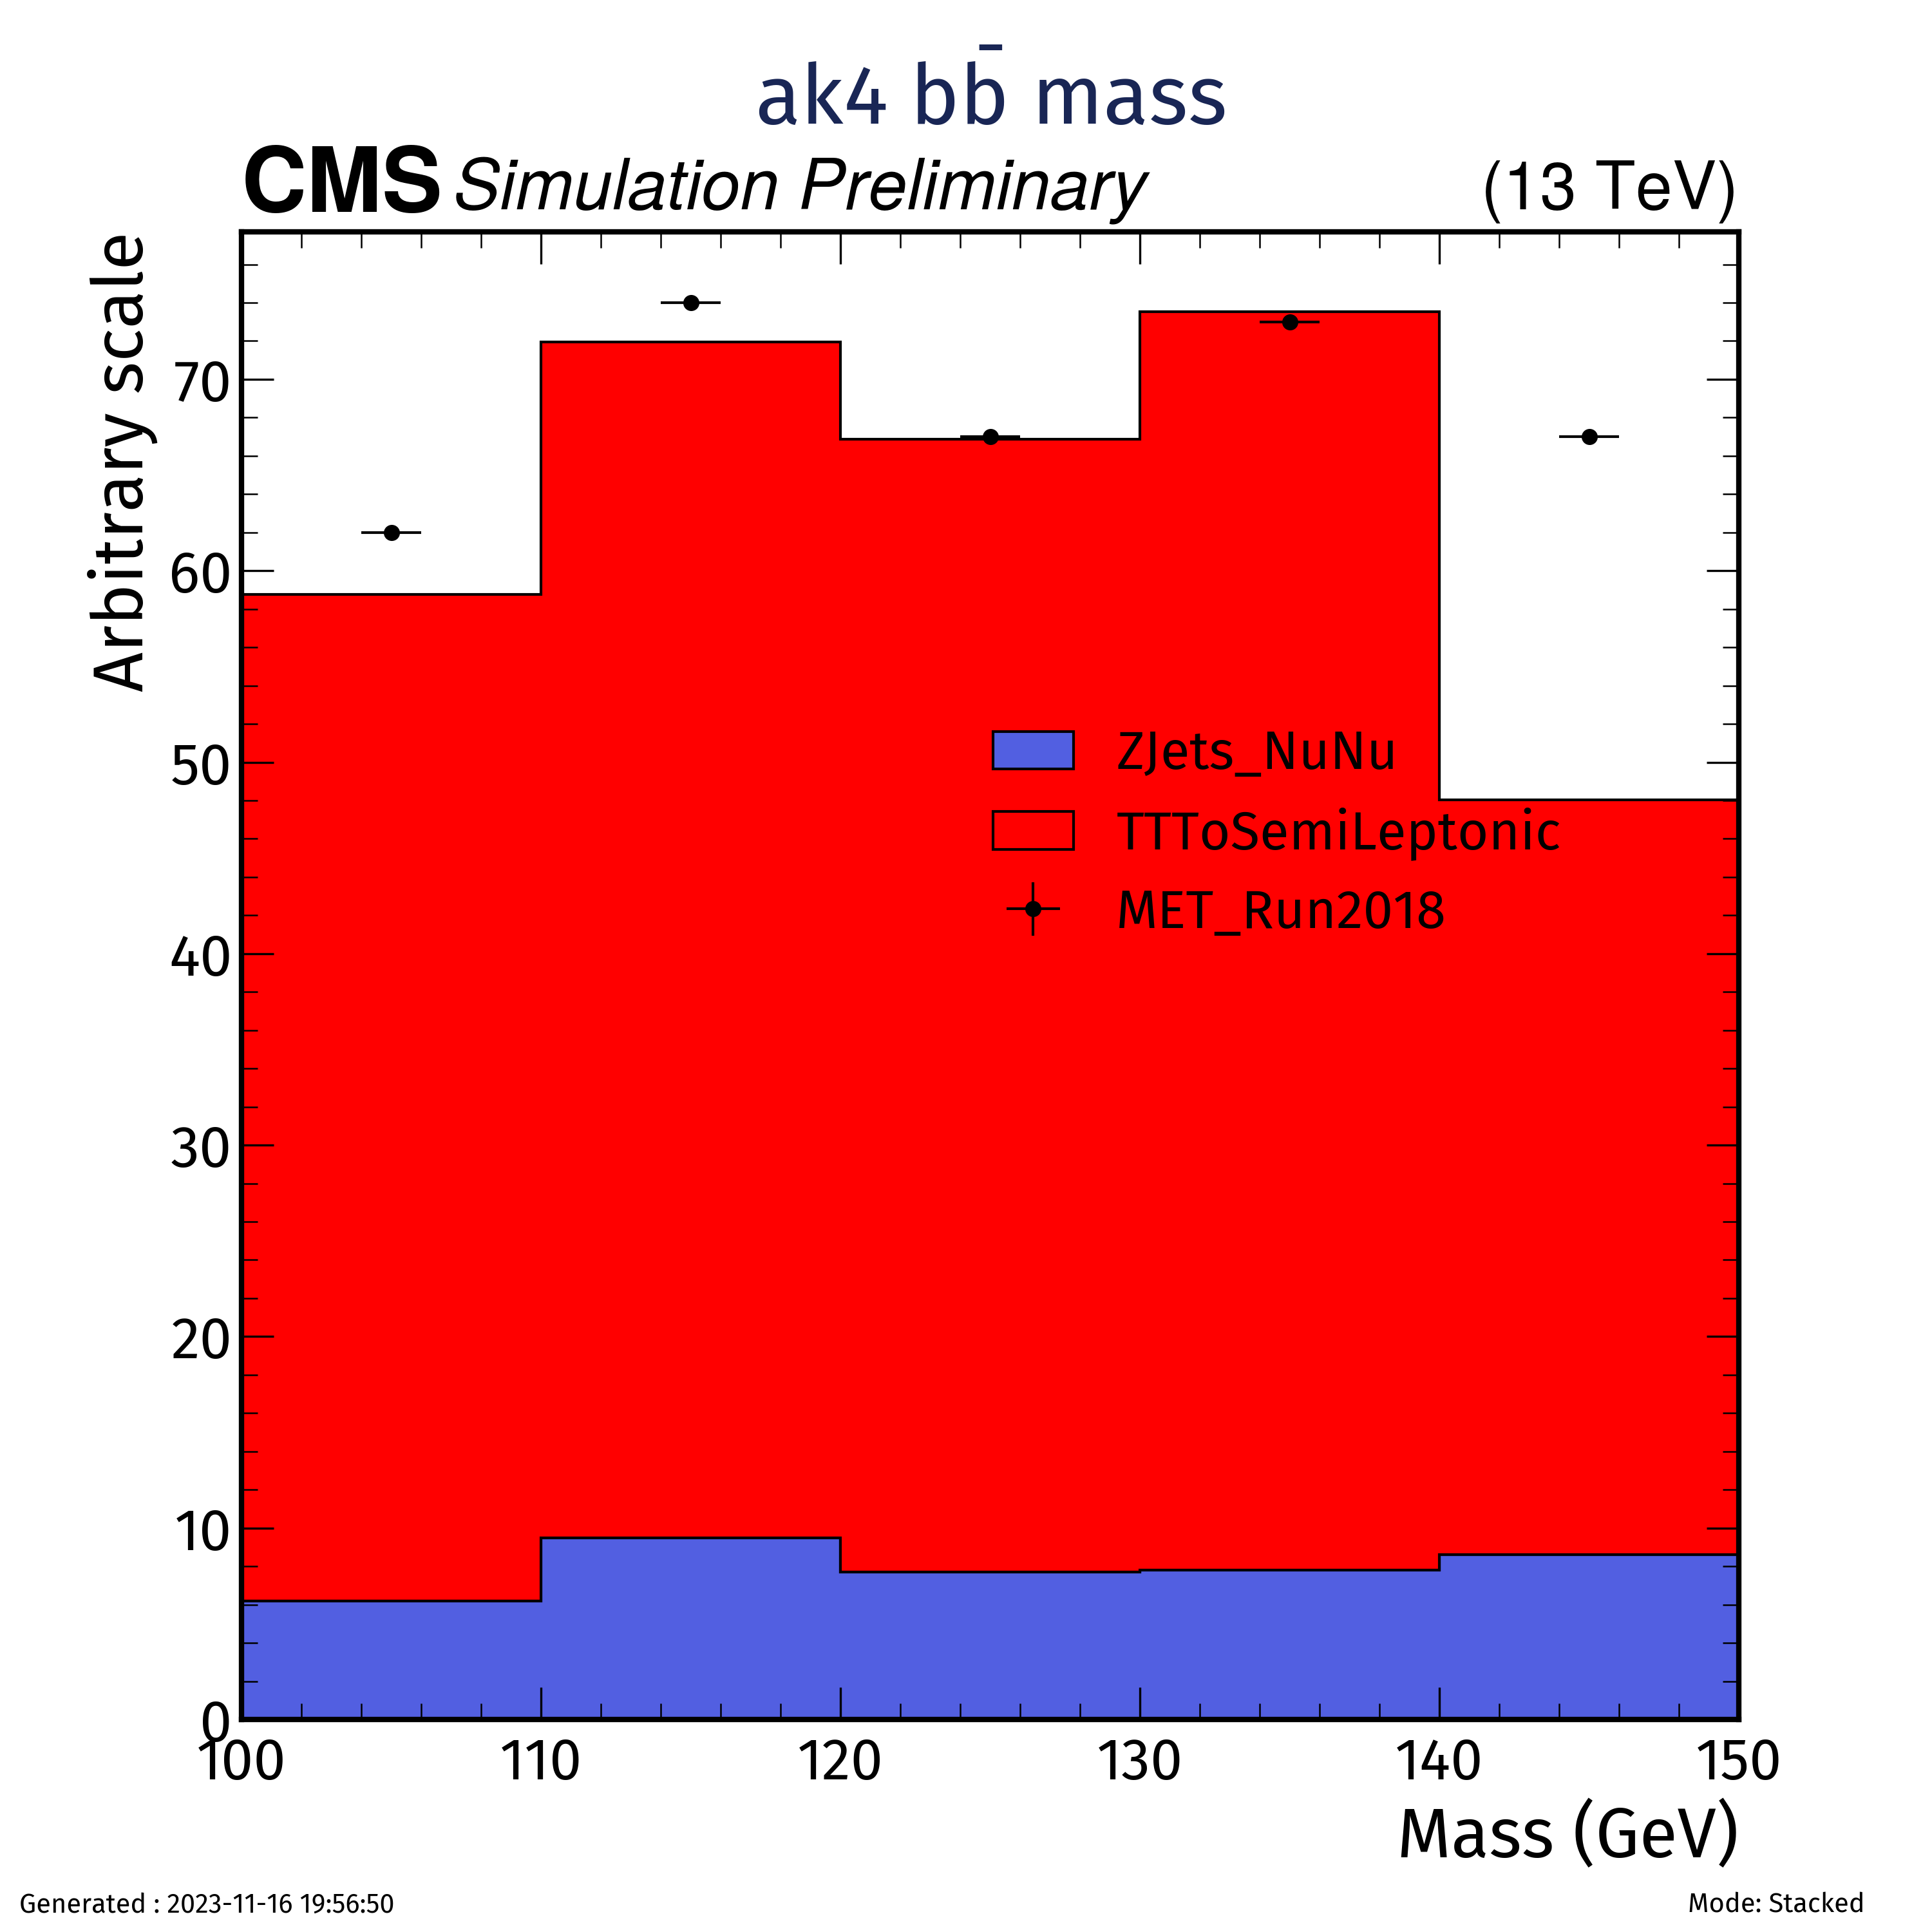 ak4 bb̄ mass
CMS Simulation Preliminary (13 TeV)
Arbitrary scale
70
60
50
40
30
20
10
0
ZJets_NuNu
TTToSemiLeptonic
MET_Run2018
100 110 120 130 140 150
Mass (GeV)
Generated : 2023-11-16 19:56:50
Mode: Stacked